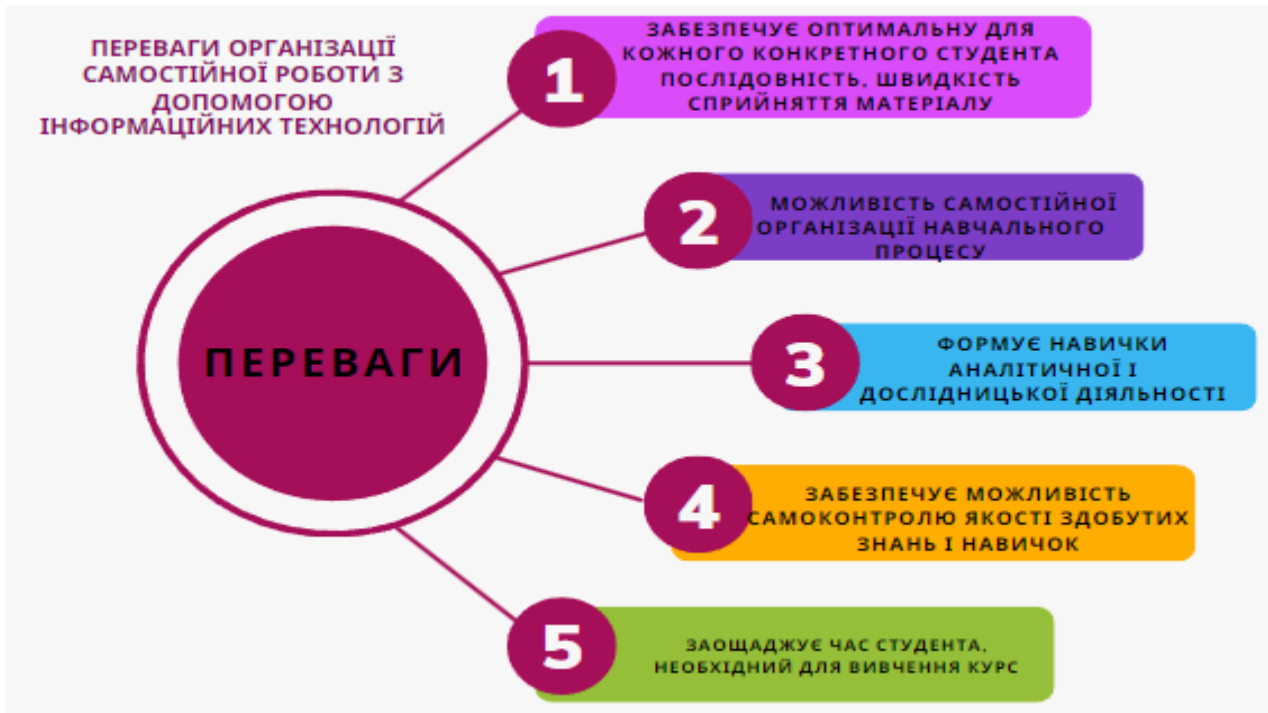 ПЕРЕВАГИ ОРГАНІЗАЦІЇ
САМОСТІЙНОЇ РОБОТИ З
ДОПОМОГОЮ
ІНФОРМАЦІЙНИХ ТЕХНОЛОГІЙ
ПЕРЕВАГИ
1
ЗАБЕЗПЕЧУЄ ОПТИМАЛЬНУ ДЛЯ
КОЖНОГО КОНКРЕТНОГО СТУДЕНТА
ПОСЛІДОВНІСТЬ, ШВИДКІСТЬ
СПРИЙНЯТТЯ МАТЕРІАЛУ
2
МОЖЛИВІСТЬ САМОСТІЙНОЇ
ОРГАНІЗАЦІЇ НАВЧАЛЬНОГО
ПРОЦЕСУ
3
ФОРМУЄ НАВИЧКИ
АНАЛІТИЧНОЇ І
ДОСЛІДНИЦЬКОЇ ДІЯЛЬНОСТІ
4
ЗАБЕЗПЕЧУЄ МОЖЛИВІСТЬ
САМОКОНТРОЛЮ ЯКОСТІ ЗДОБУТИХ
ЗНАНЬ І НАВИЧОК
5
ЗАОЩАДЖУЄ ЧАС СТУДЕНТА,
НЕОБХІДНИЙ ДЛЯ ВИВЧЕННЯ КУРС